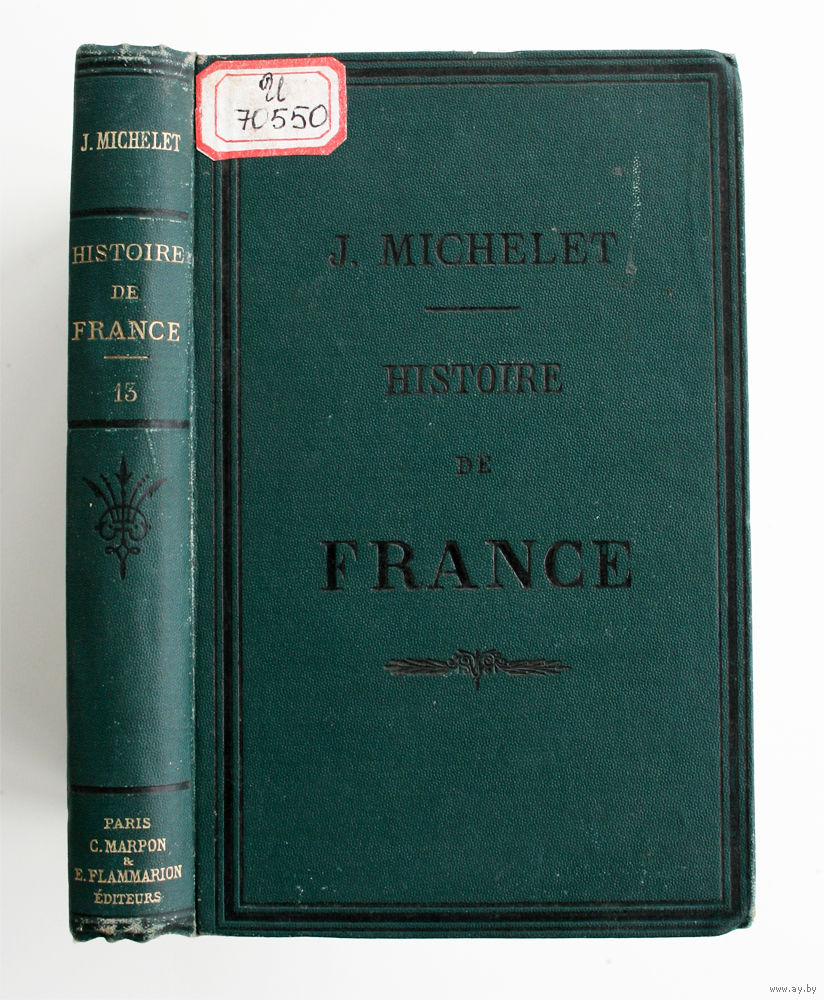 J. MICHELET
HISTOIRE
DE
FRANCE
13
PARIS
C. MARPON
&
E. FLAMMARION
ÉDITEURS
70550
J. MICHELET
HISTOIRE
DE
FRANCE
www.ay.by